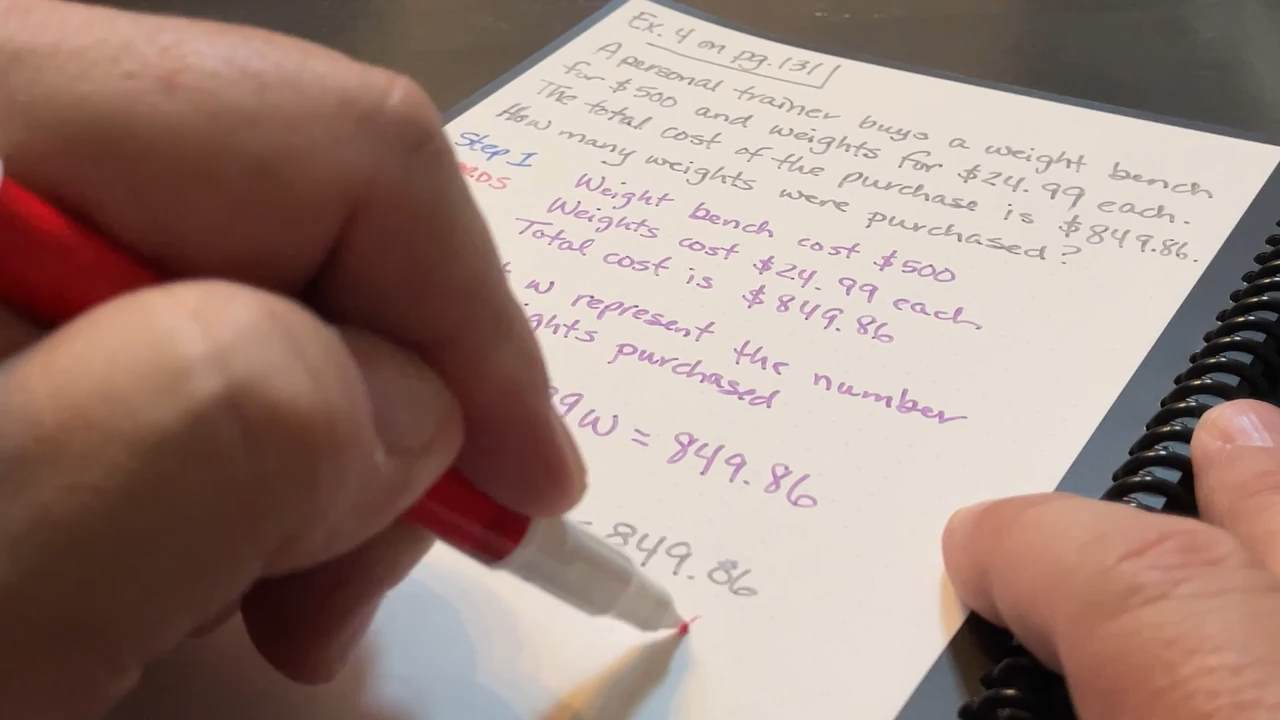 Ex. 4 on pg. 131
A personal trainer buys a weight bench
for $500 and weights for $24.99 each.
The total cost of the purchase is $849.86.
How many weights were purchased?
Step 1
Weight bench cost $500
Weights cost $24.99 each
Total cost is $849.86
w represent the number
purchased
9w = 849.86
849.86